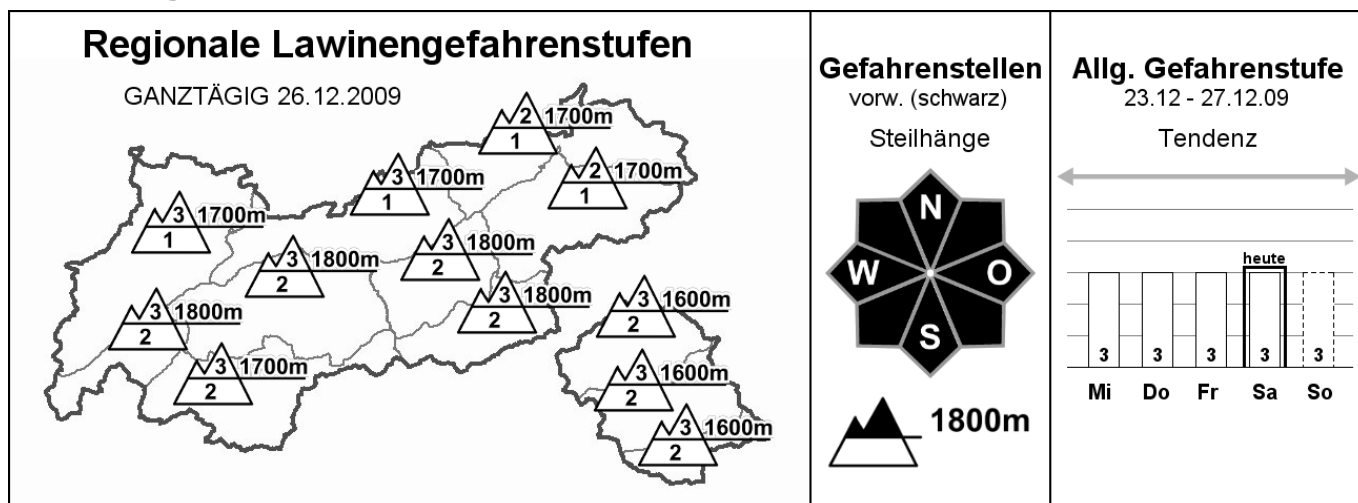 Regionale Lawinengefahrenstufen
GANZTÄGIG 26.12.2009
2 1700m
1
3 1700m
1
2 1700m
1
3 1700m
1
3 1800m
2
3 1800m
2
3 1800m
2
3 1600m
2
3 1800m
2
3 1700m
2
3 1600m
2
3 1600m
2
Gefahrenstellen
vorw. (schwarz)
Steilhänge
N
W O
S
1800m
Allg. Gefahrenstufe
23.12 - 27.12.09
Tendenz
heute
3 3 3 3 3
Mi Do Fr Sa So